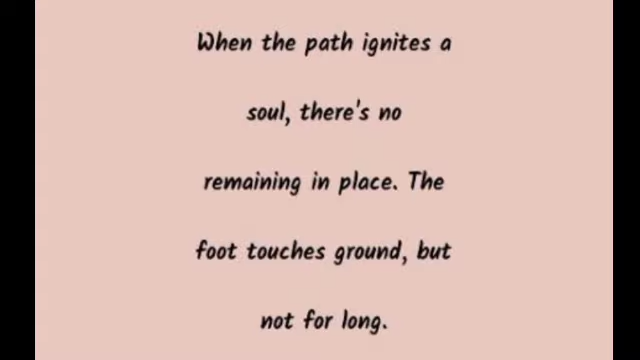 When the path ignites a
soul, there's no
remaining in place. The
foot touches ground, but
not for long.